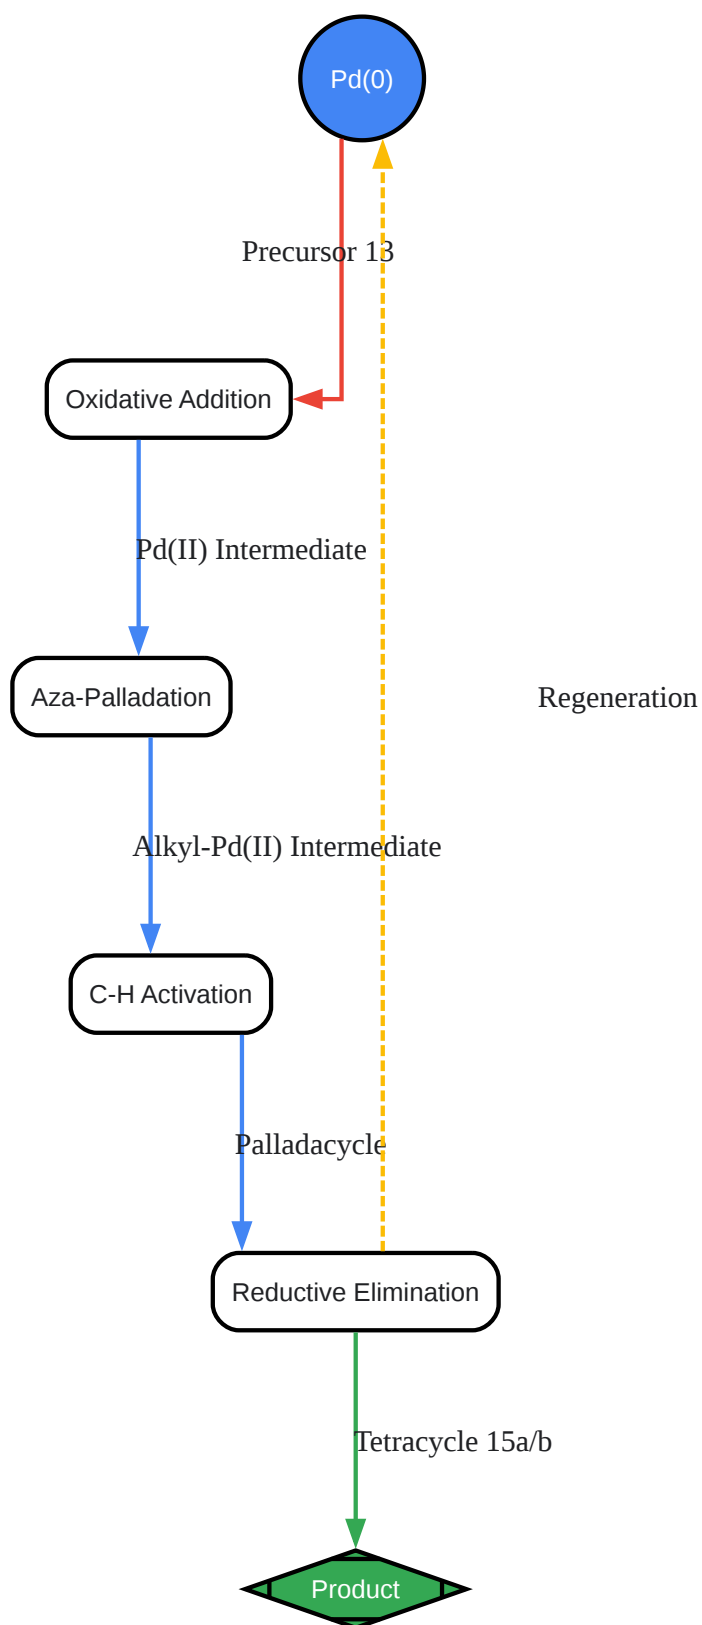 Pd(0)
Precursor 13
Oxidative Addition
Pd(II) Intermediate
Aza-Palladation
Regeneration
Alkyl-Pd(II) Intermediate
C-H Activation
Palladacycle
Reductive Elimination
Tetracycle 15a/b
Product